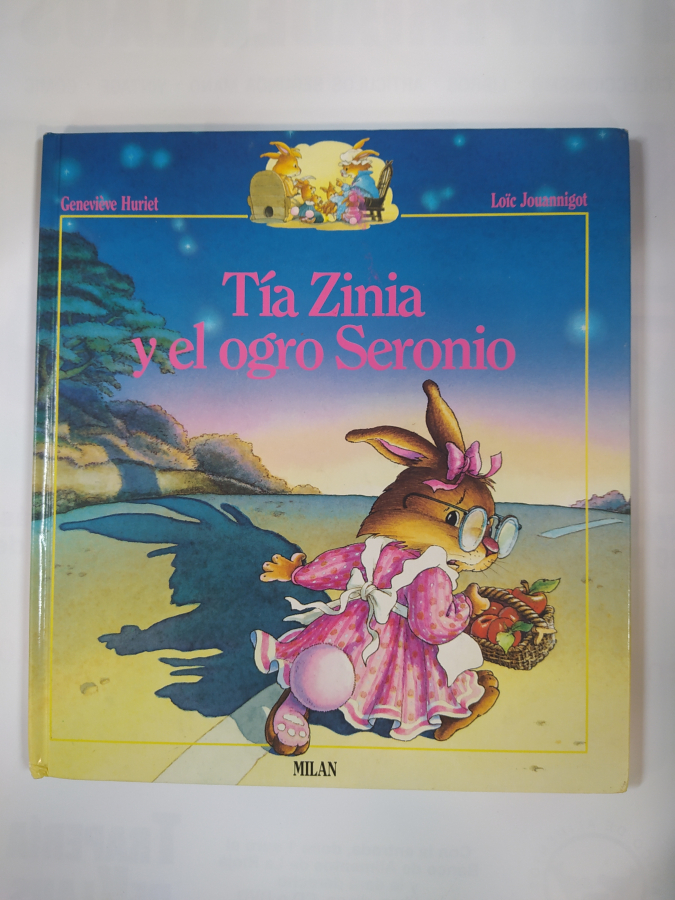 Geneviève Huriet
Loïc Jouannigot
Tía Zinia
y el ogro Seronio
MILAN